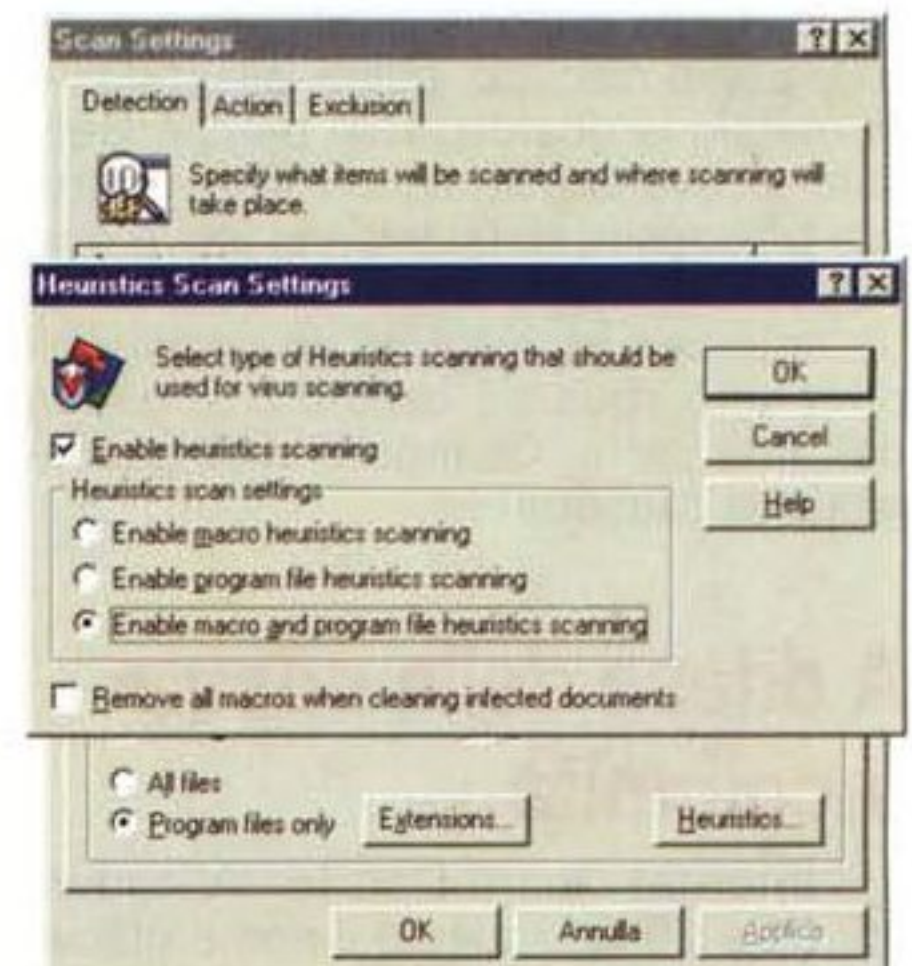 Scan Settings
Detection Action Exclusion
Specify what items will be scanned and where scanning will
take place.
Heuristics Scan Settings
Select type of Heuristics scanning that should be
used for virus scanning.
OK
Cancel
Help
Enable heuristics scanning
Heuristics scan settings
Enable macro heuristics scanning
Enable program file heuristics scanning
Enable macro and program file heuristics scanning
Remove all macros when cleaning infected documents
All files
Program files only Extensions... Heuristics...
OK Annulla Applica